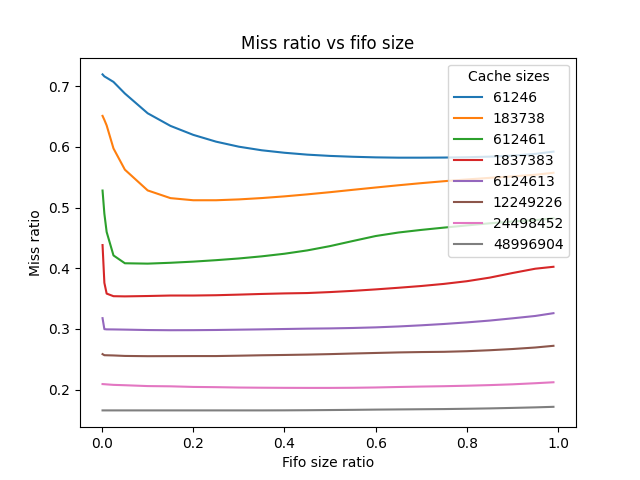 Miss ratio vs fifo size
Miss ratio
0.7
0.6
0.5
0.4
0.3
0.2
Cache sizes
61246
183738
612461
1837383
6124613
12249226
24498452
48996904
0.0 0.2 0.4 0.6 0.8 1.0
Fifo size ratio